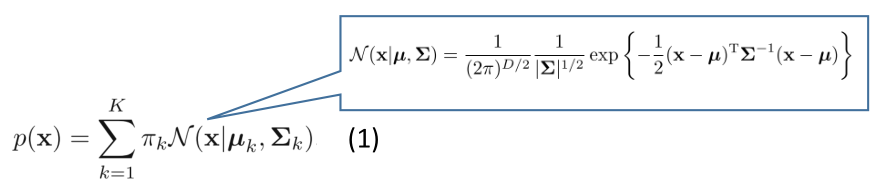 𝒩(𝐱|𝝁, 𝚺) = 1/(2π)^{D/2} 1/|𝚺|^{1/2} exp { −1/2 (𝐱 − 𝝁)^T 𝚺^{−1} (𝐱 − 𝝁) }
p(𝐱) = ∑_{k=1}^{K} π_k 𝒩(𝐱|𝝁_k, 𝚺_k) (1)